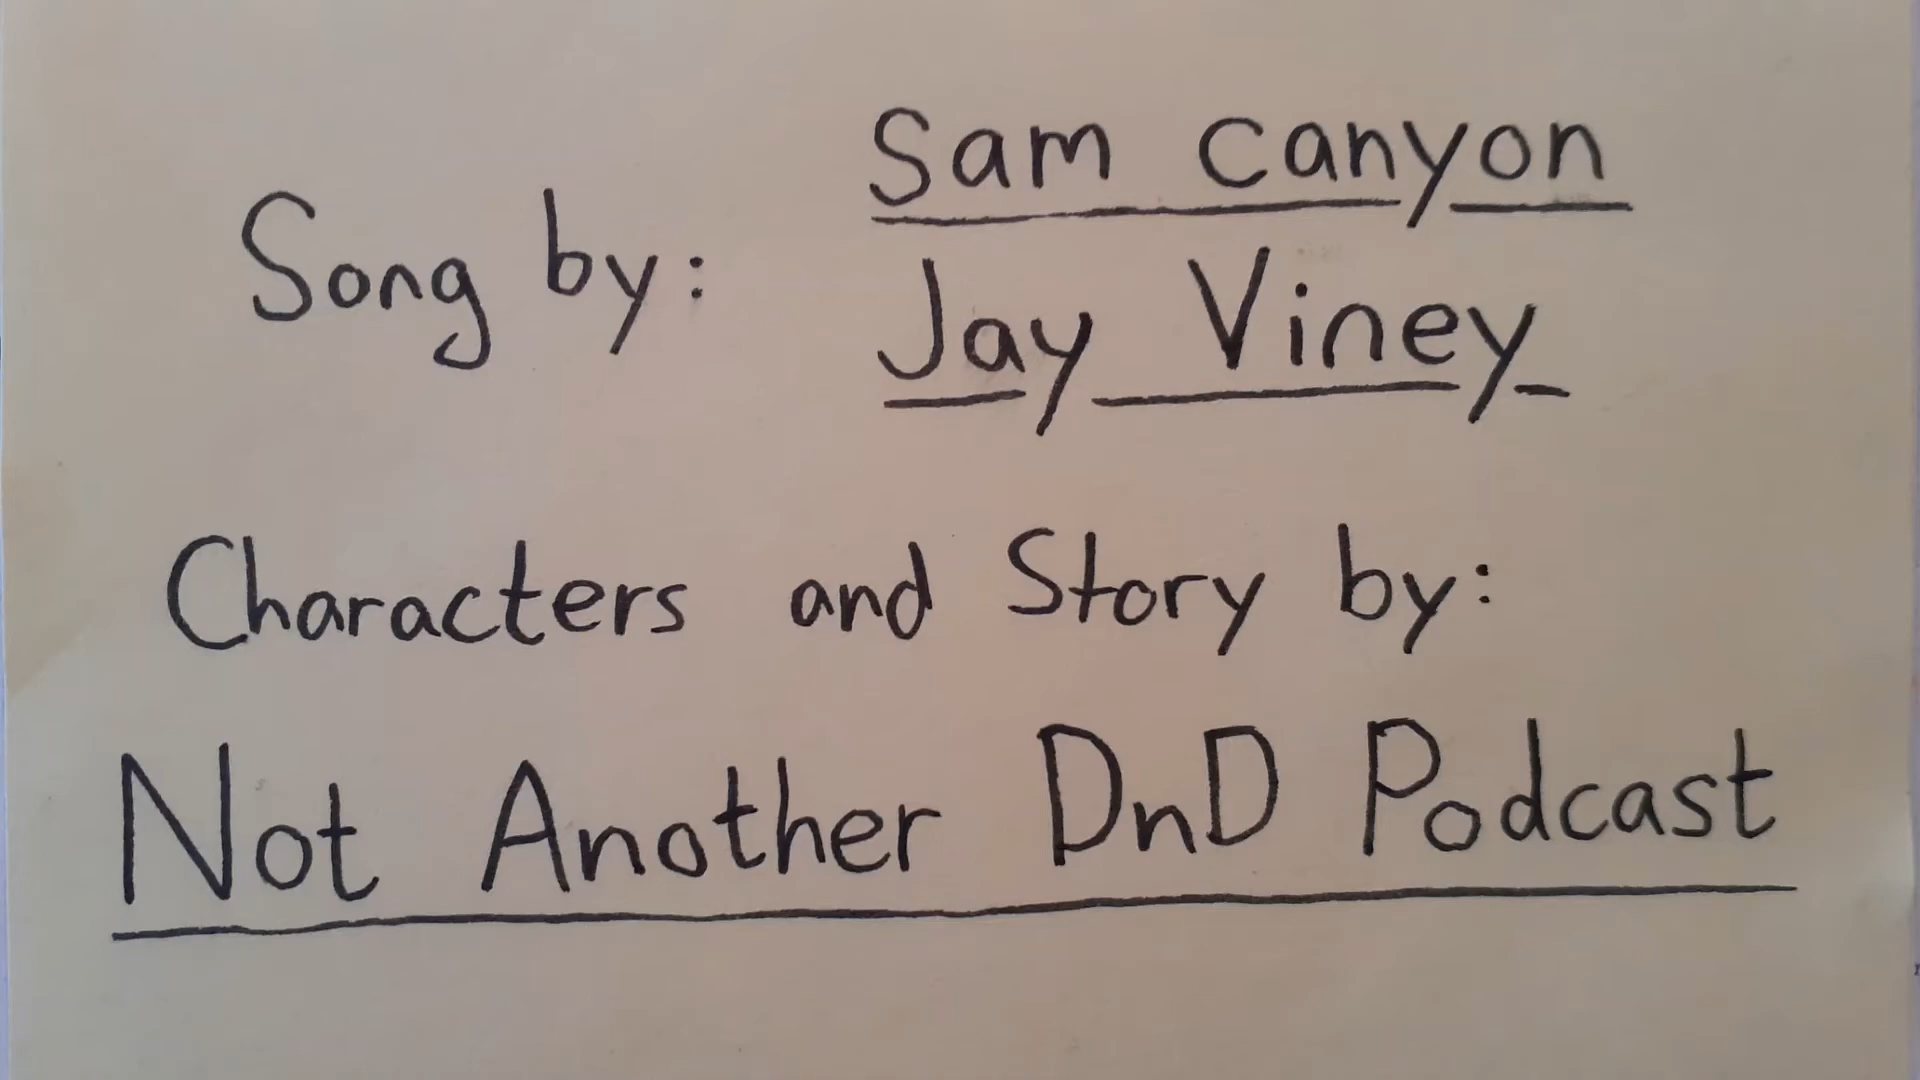 Sam Canyon
Song by:
Jay Viney
Characters and Story by:
Not Another DnD Podcast